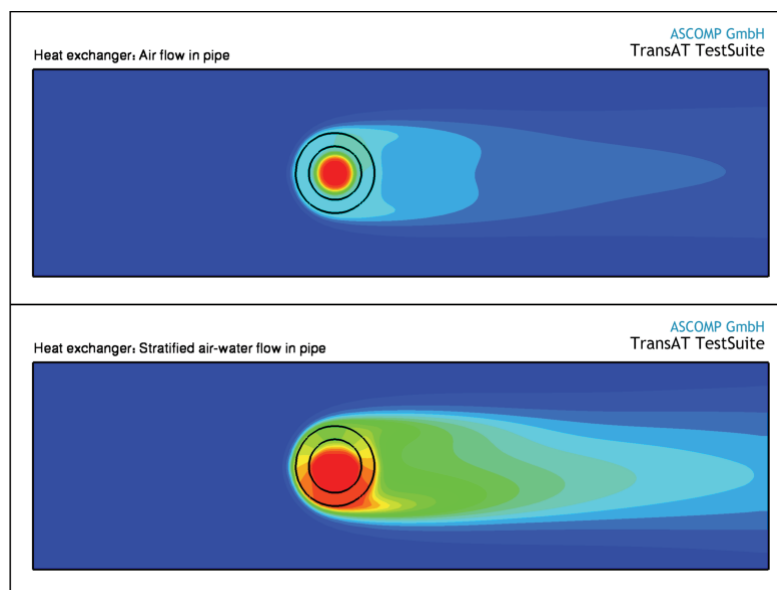 ASCOMP GmbH
Heat exchanger: Air flow in pipe
TransAT TestSuite
ASCOMP GmbH
Heat exchanger: Stratified air-water flow in pipe
TransAT TestSuite